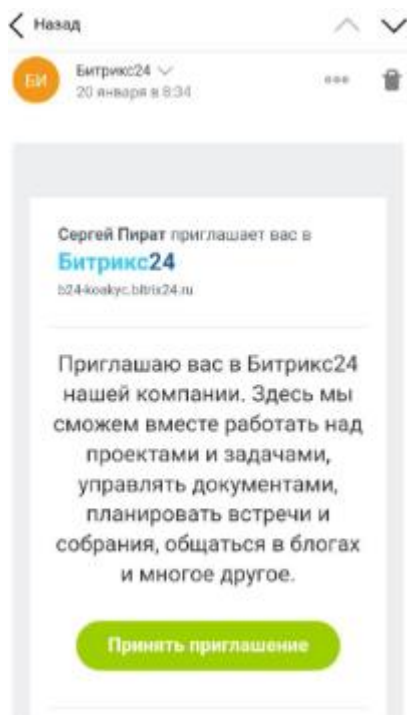 Назад
БИ
Битрикс24
20 января в 8:34
Сергей Пират приглашает вас в
Битрикс24
b24-koakyc.bitrix24.ru
Приглашаю вас в Битрикс24
нашей компании. Здесь мы
сможем вместе работать над
проектами и задачами,
управлять документами,
планировать встречи и
собрания, общаться в блогах
и многое другое.
Принять приглашение